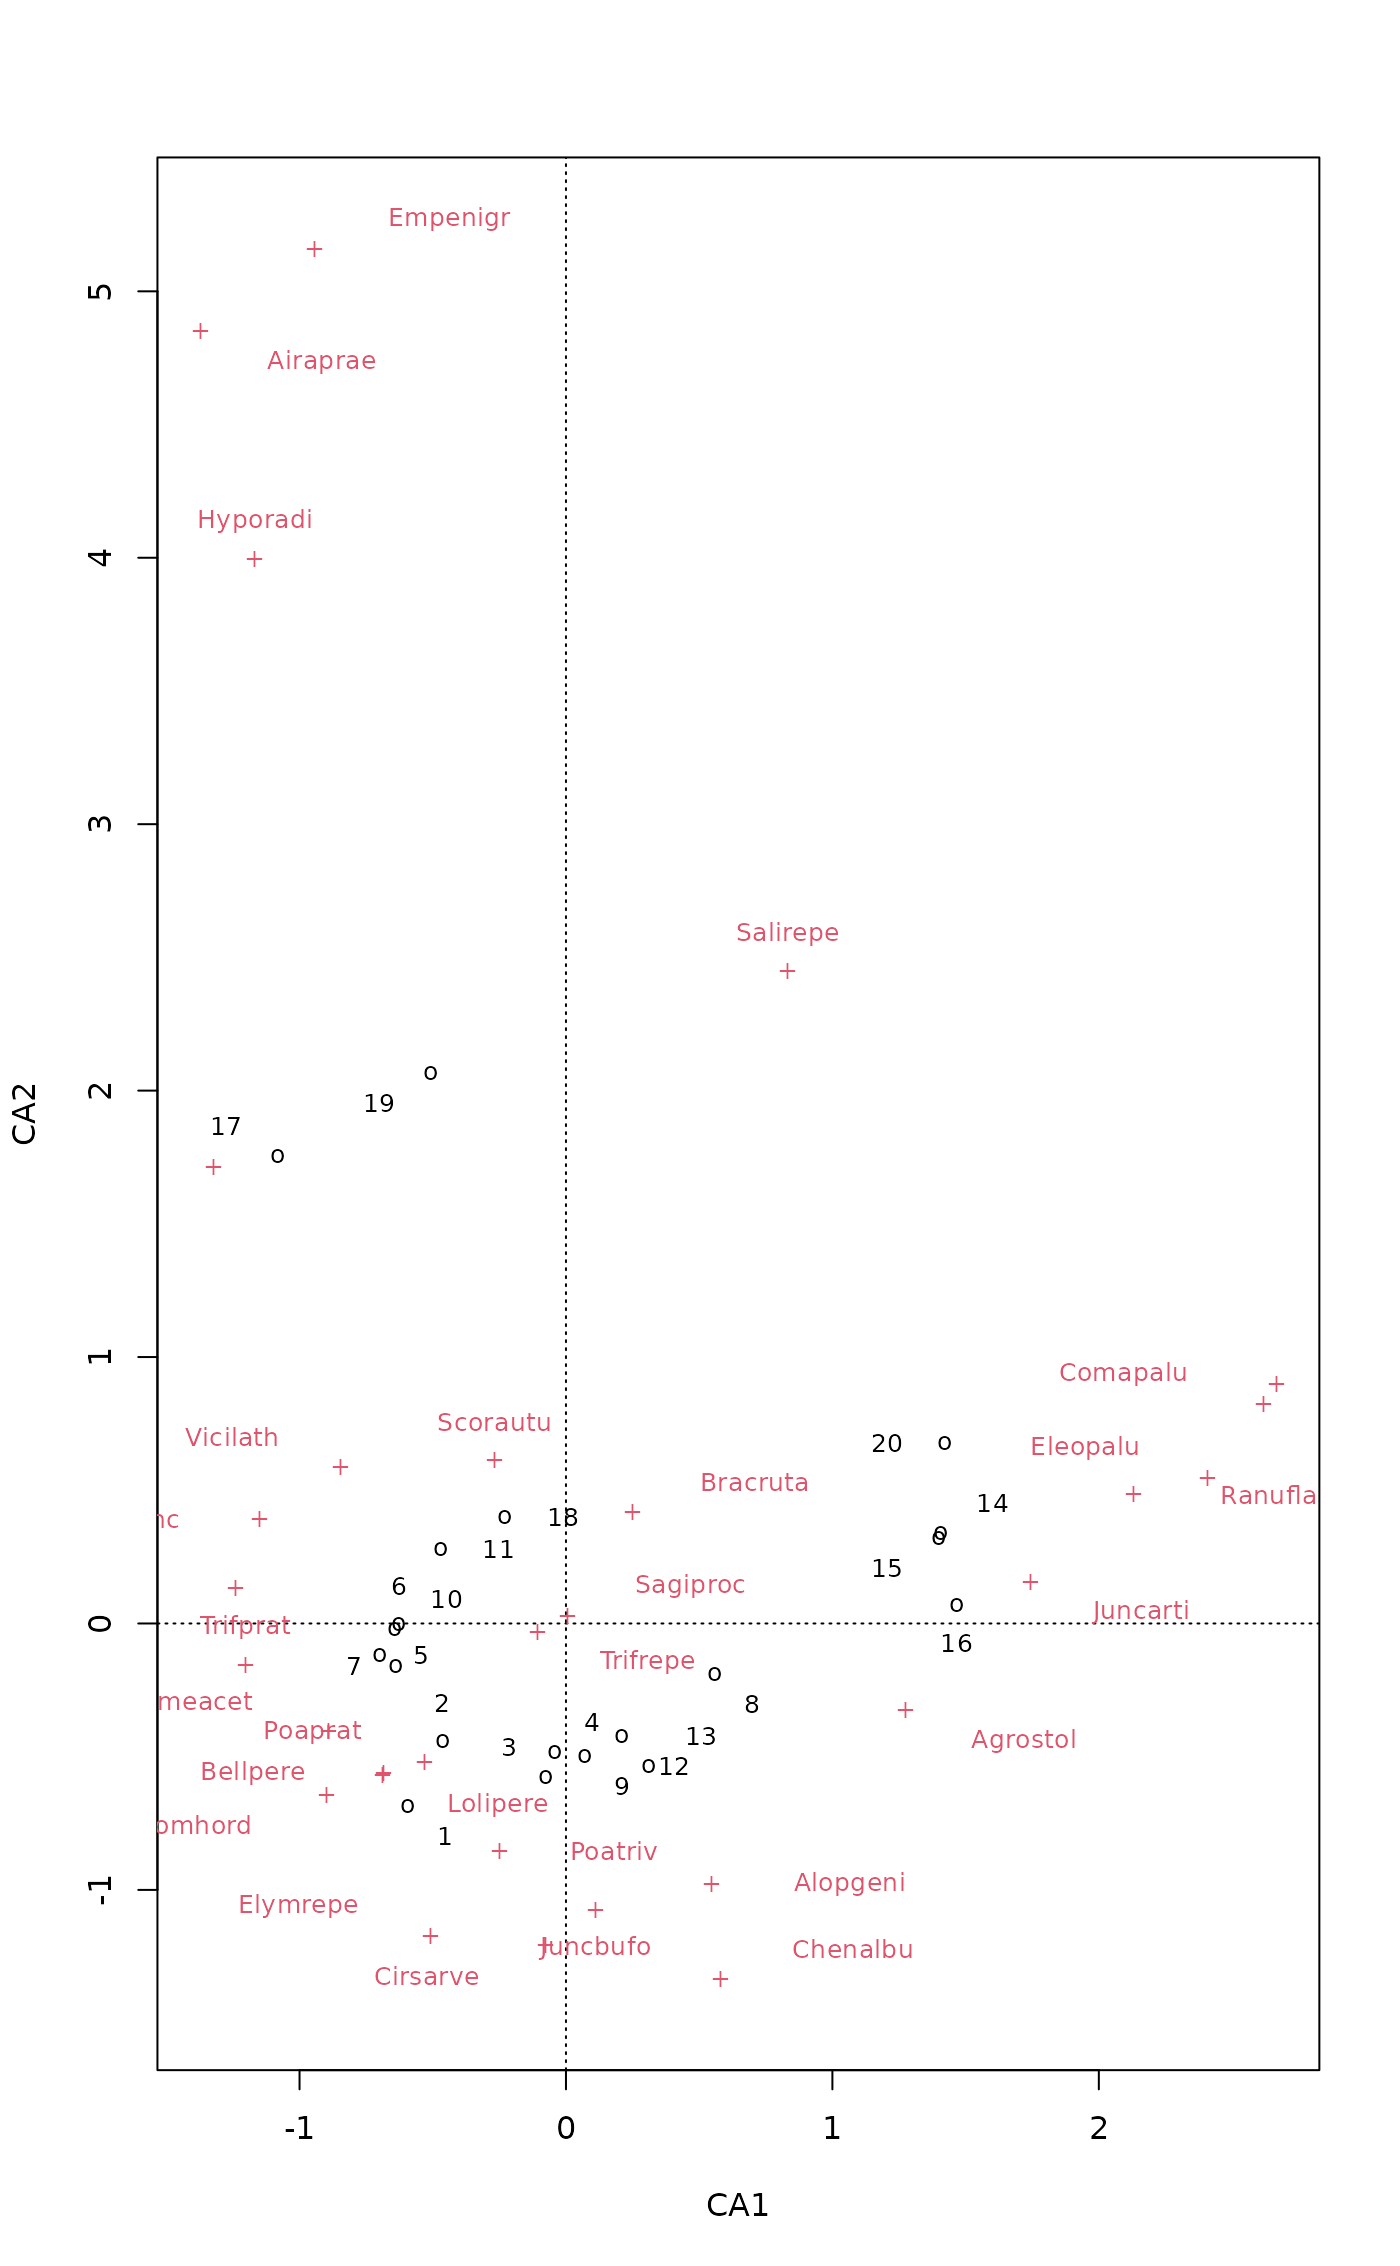 Empenigr
5
Airaprae
Hyporadi
4
3
Salirepe
2
19
17
CA2
1
Comapalu
Scorautu
Vicilath
20
Eleopalu
Bracruta
Ranufla
14
18
nc
11
15
6
Sagiproc
10
Juncarti
0
Trifprat
16
5
Trifrepe
7
meacet
2
8
4
Poaprat
13
Agrostol
3
12
Bellpere
9
Lolipere
omhord
1
Poatriv
Alopgeni
-1
Elymrepe
Juncbufo
Chenalbu
Cirsarve
-1 0 1 2
CA1